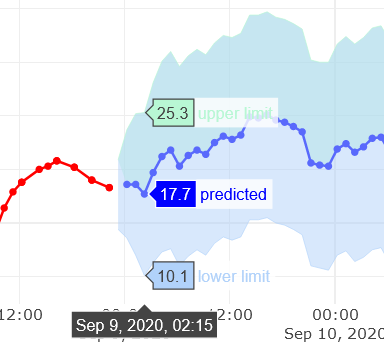 25.3 upper limit
17.7 predicted
10.1 lower limit
12:00 12:00 00:00
Sep 9, 2020, 02:15
Sep 10, 2020